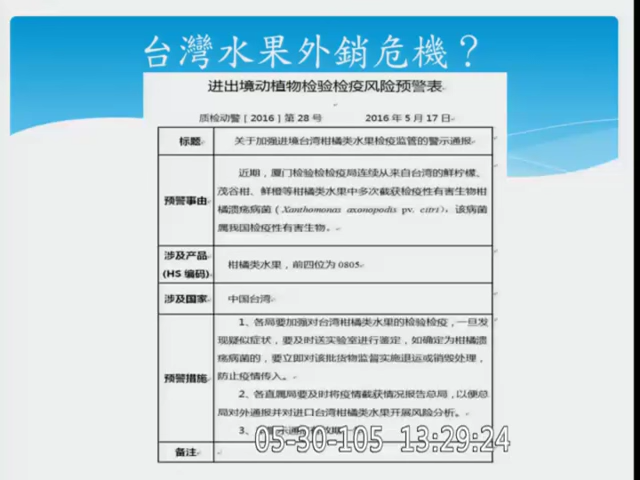 台灣水果外銷危機？
进出境动植物检验检疫风险预警表
质检动警［2016］第 28 号 2016 年 5 月 17 日
标题 关于加强进境台湾柑橘类水果检疫监管的警示通报
预警事由 近期，厦门检验检疫局连续从来自台湾的鲜柠檬、
茂谷柑、鲜橙等柑橘类水果中多次截获检疫性有害生物柑
橘溃疡病菌（Xanthomonas axonopodis pv. citri）。该病菌
属我国检疫性有害生物。
涉及产品
(HS 编码) 柑橘类水果，前四位为 0805
涉及国家 中国台湾
预警措施 1、各局要加强对台湾柑橘类水果的检验检疫，一旦发
现疑似症状，要及时送实验室进行鉴定，如确定为柑橘溃
疡病菌的，要立即对该批货物监督实施退运或销毁处理，
防止疫情传入。
2、各直属局要及时将疫情截获情况报告总局，以便总
局对外通报并对进口台湾柑橘类水果开展风险分析。
3、
05-30-105 13:29:24
备注